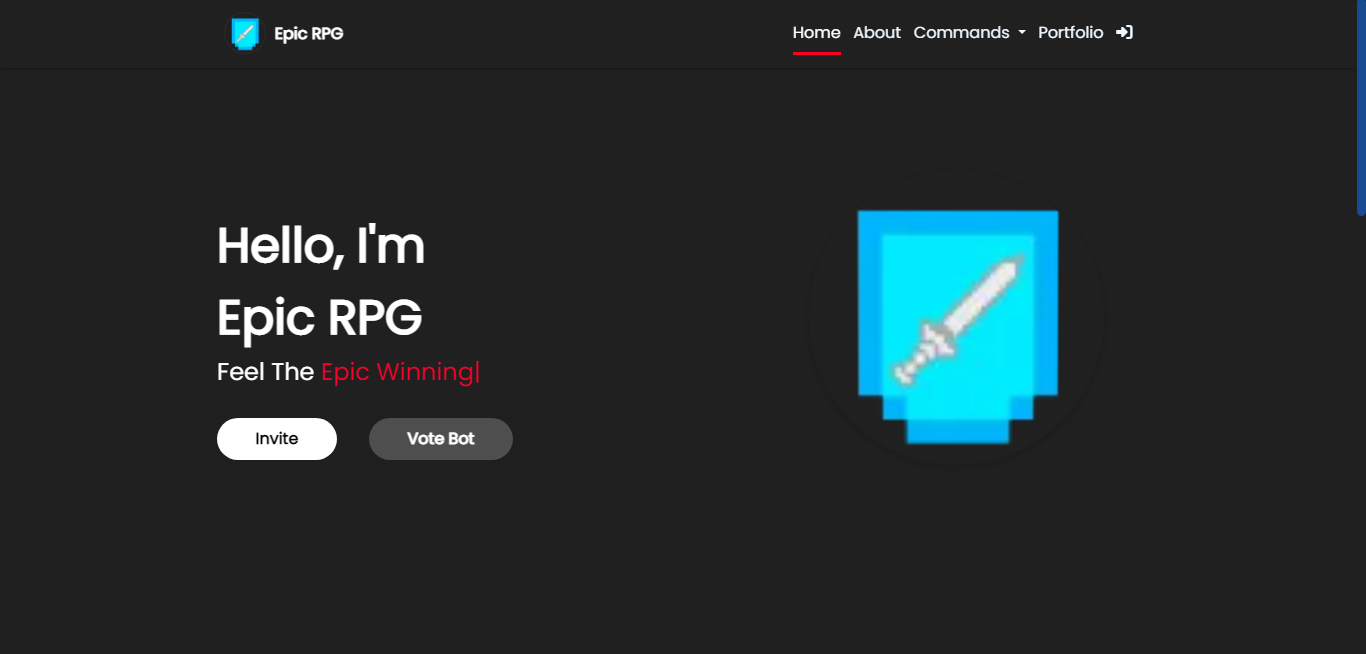 Epic RPG
Home About Commands Portfolio
Hello, I'm
Epic RPG
Feel The Epic Winning|
Invite Vote Bot